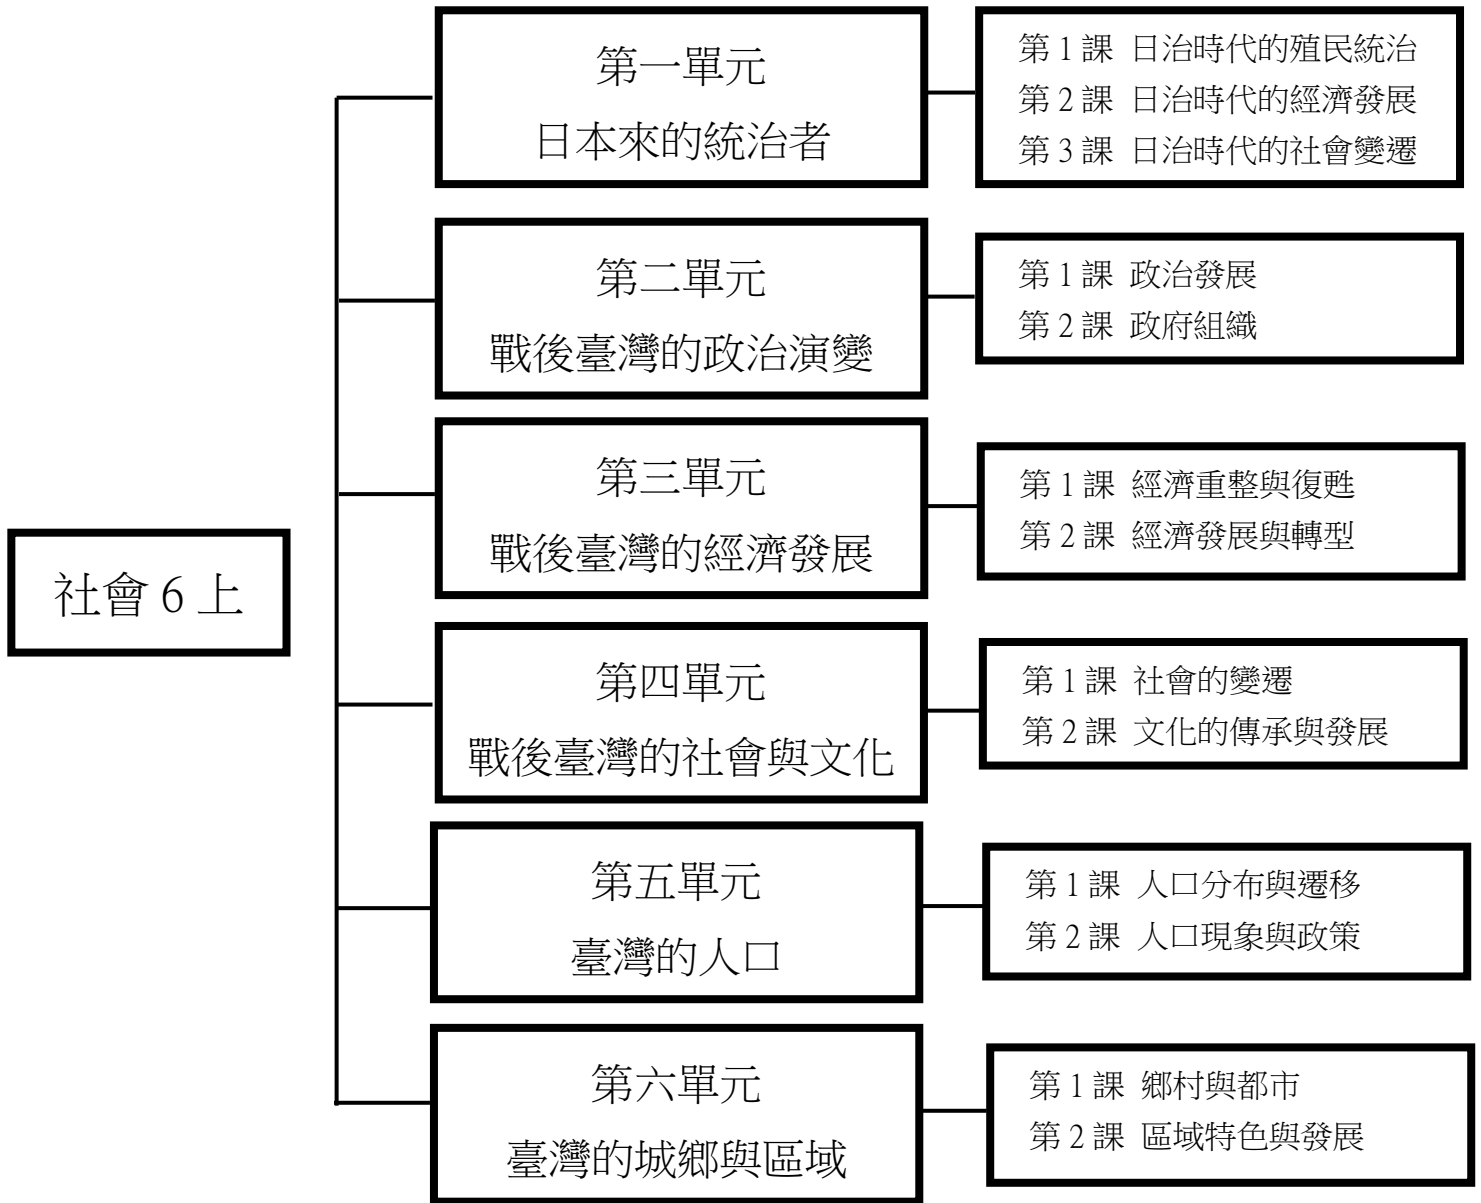 社會6上
第一單元
日本來的統治者
第1課 日治時代的殖民統治
第2課 日治時代的經濟發展
第3課 日治時代的社會變遷
第二單元
戰後臺灣的政治演變
第1課 政治發展
第2課 政府組織
第三單元
戰後臺灣的經濟發展
第1課 經濟重整與復甦
第2課 經濟發展與轉型
第四單元
戰後臺灣的社會與文化
第1課 社會的變遷
第2課 文化的傳承與發展
第五單元
臺灣的人口
第1課 人口分布與遷移
第2課 人口現象與政策
第六單元
臺灣的城鄉與區域
第1課 鄉村與都市
第2課 區域特色與發展